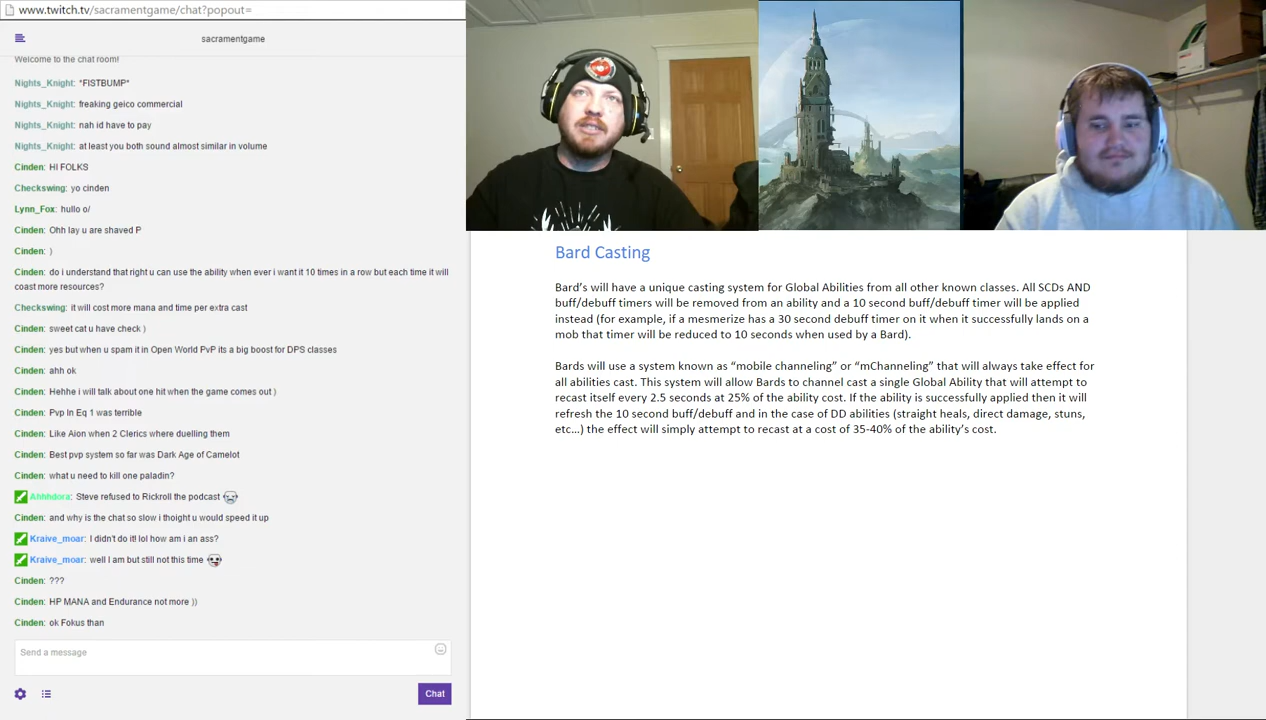 www.twitch.tv/sacramentgame/chat?popout=
sacramentgame
Welcome to the chat room!
Nights_Knight: *FISTBUMP*
Nights_Knight: freaking geico commercial
Nights_Knight: nah id have to pay
Nights_Knight: at least you both sound almost similar in volume
Cinden: HI FOLKS
Checkswing: yo cinden
Lynn_Fox: hullo o/
Cinden: Ohh lay u are shaved P
Cinden: )
Cinden: do i understand that right u can use the ability when ever i want it 10 times in a row but each time it will
coast more resources?
Checkswing: it will cost more mana and time per extra cast
Cinden: sweet cat u have check )
Cinden: yes but when u spam it in Open World PvP its a big boost for DPS classes
Cinden: ahh ok
Cinden: Hehhe i will talk about one hit when the game comes out )
Cinden: Pvp In Eq 1 was terrible
Cinden: Like Aion when 2 Clerics where duelling them
Cinden: Best pvp system so far was Dark Age of Camelot
Cinden: what u need to kill one paladin?
Ahhhdora: Steve refused to Rickroll the podcast
Cinden: and why is the chat so slow i thoight u would speed it up
Kraive_moar: I didn't do it! lol how am i an ass?
Kraive_moar: well I am but still not this time
Cinden: ???
Cinden: HP MANA and Endurance not more ))
Cinden: ok Fokus than
Send a message
Chat
Bard Casting
Bard's will have a unique casting system for Global Abilities from all other known classes. All SCDs AND
buff/debuff timers will be removed from an ability and a 10 second buff/debuff timer will be applied
instead (for example, if a mesmerize has a 30 second debuff timer on it when it successfully lands on a
mob that timer will be reduced to 10 seconds when used by a Bard).
Bards will use a system known as “mobile channeling” or “mChanneling” that will always take effect for
all abilities cast. This system will allow Bards to channel cast a single Global Ability that will attempt to
recast itself every 2.5 seconds at 25% of the ability cost. If the ability is successfully applied then it will
refresh the 10 second buff/debuff and in the case of DD abilities (straight heals, direct damage, stuns,
etc…) the effect will simply attempt to recast at a cost of 35-40% of the ability's cost.